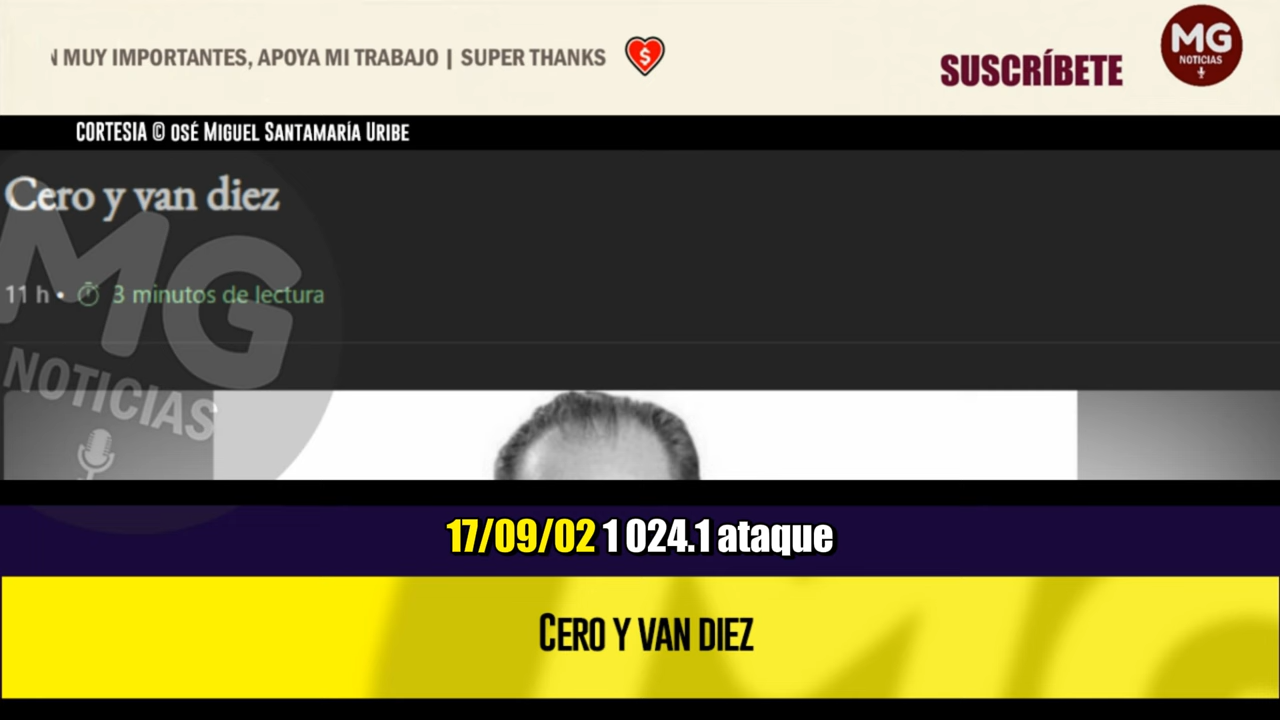 N MUY IMPORTANTES, APOYA MI TRABAJO | SUPER THANKS
SUSCRÍBETE
MG
NOTICIAS
CORTESIA © OSÉ MIGUEL SANTAMARÍA URIBE
Cero y van diez
11 h • 3 minutos de lectura
MG
NOTICIAS
17/09/02 1 024.1 ataque
CERO Y VAN DIEZ